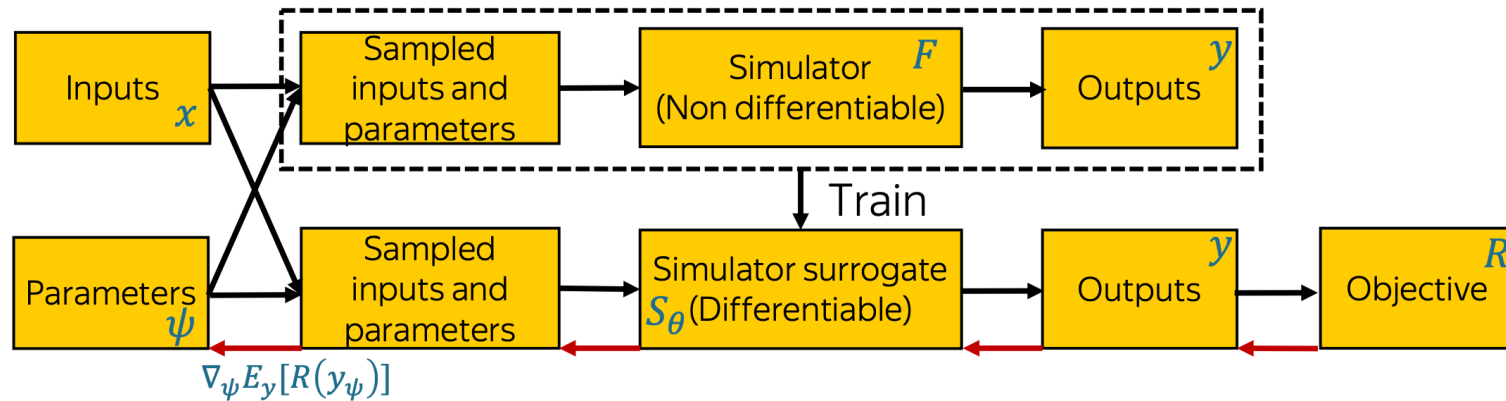 Inputs
x
Sampled
inputs and
parameters
Simulator
(Non differentiable)
F
Outputs
y
Train
Parameters
ψ
Sampled
inputs and
parameters
Simulator surrogate
S_θ (Differentiable)
Outputs
y
Objective
R
∇_ψ E_y[R(y_ψ)]